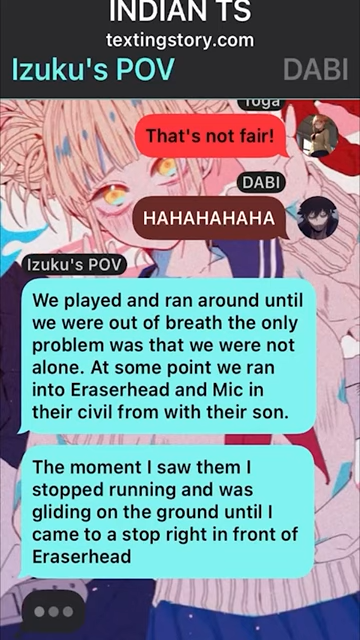 INDIAN TS
textingstory.com
Izuku's POV
DABI
Toga
That's not fair!
DABI
HAHAHAHAHA
Izuku's POV
We played and ran around until
we were out of breath the only
problem was that we were not
alone. At some point we ran
into Eraserhead and Mic in
their civil from with their son.
The moment I saw them I
stopped running and was
gliding on the ground until I
came to a stop right in front of
Eraserhead